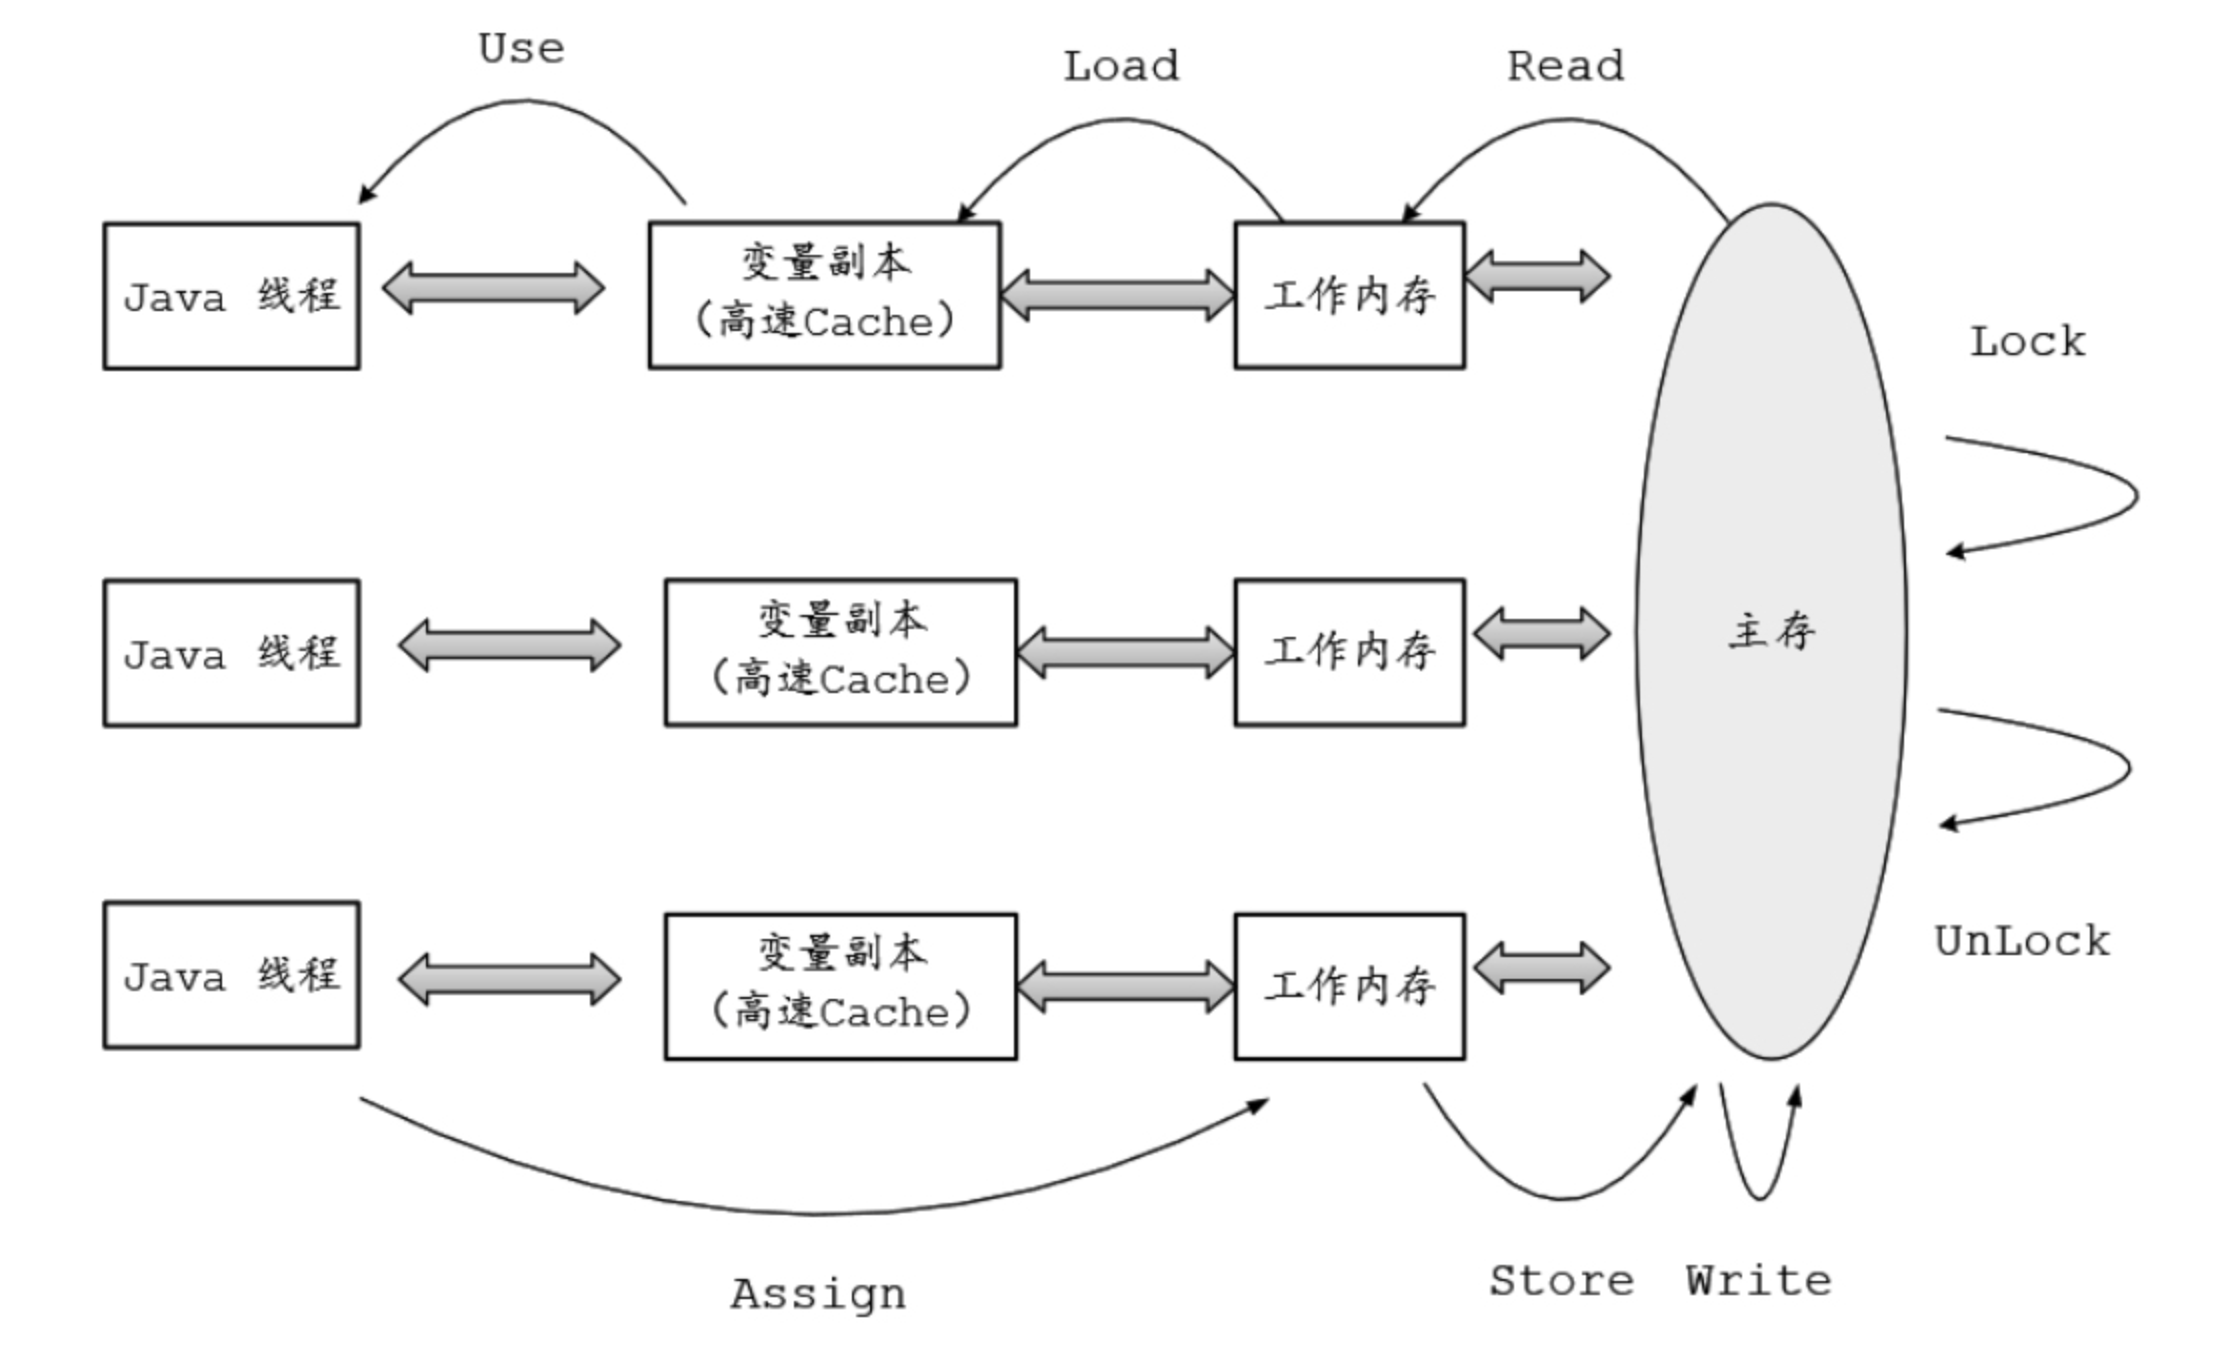 Use
Load
Read
Java 线程
变量副本
(高速Cache)
工作内存
Lock
Java 线程
变量副本
(高速Cache)
工作内存
主存
Java 线程
变量副本
(高速Cache)
工作内存
UnLock
Assign
Store
Write